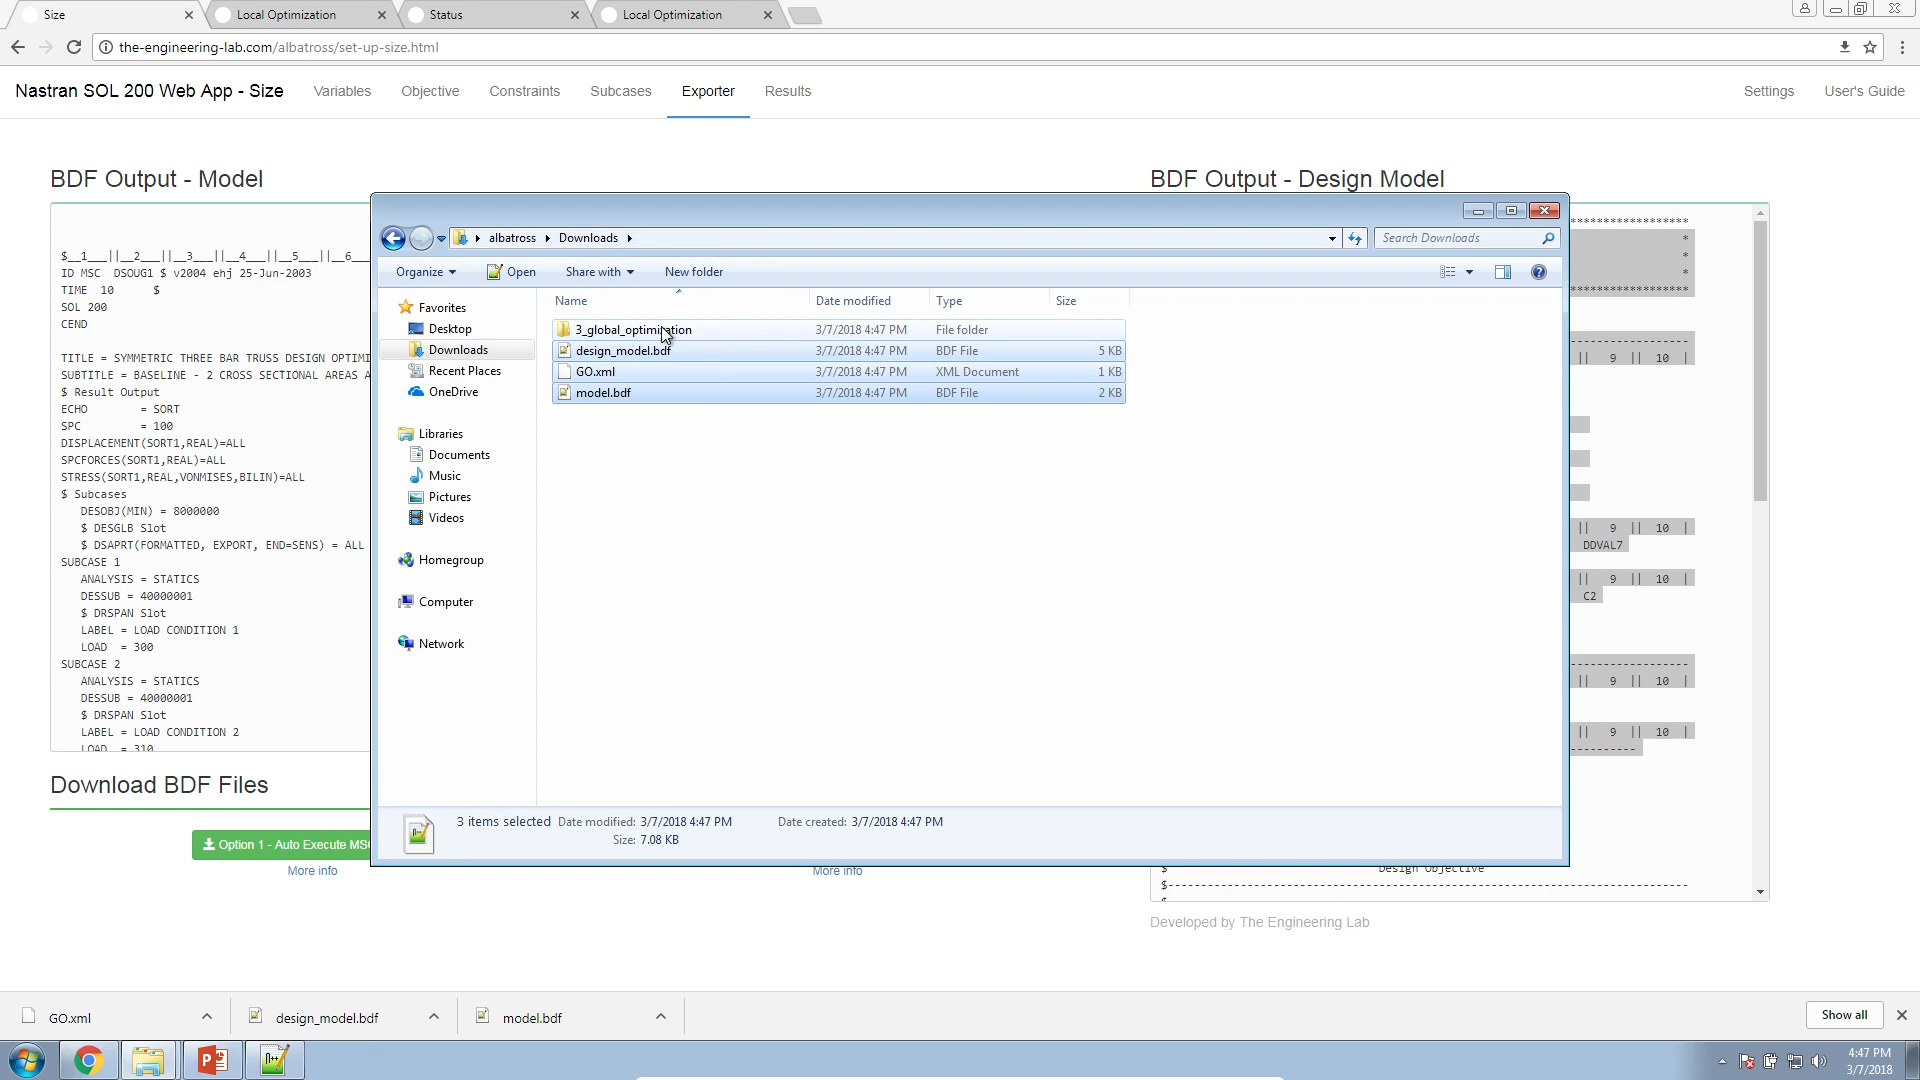 Size
Local Optimization
Status
Local Optimization
the-engineering-lab.com/albatross/set-up-size.html
Nastran SOL 200 Web App - Size
Variables
Objective
Constraints
Subcases
Exporter
Results
Settings
User's Guide
BDF Output - Model
BDF Output - Design Model
$__1___||__2___||__3___||__4___||__5___||__6___
ID MSC  DSOUG1 $ v2004 ehj 25-Jun-2003
TIME  10      $
SOL 200
CEND
TITLE = SYMMETRIC THREE BAR TRUSS DESIGN OPTIMI
SUBTITLE = BASELINE - 2 CROSS SECTIONAL AREAS A
$ Result Output
ECHO       = SORT
SPC        = 100
DISPLACEMENT(SORT1,REAL)=ALL
SPCFORCES(SORT1,REAL)=ALL
STRESS(SORT1,REAL,VONMISES,BILIN)=ALL
$ Subcases
DESOBJ(MIN) = 8000000
$ DESGLB Slot
$ DSAPRT(FORMATTED, EXPORT, END=SENS) = ALL
SUBCASE 1
ANALYSIS = STATICS
DESSUB = 40000001
$ DRSPAN Slot
LABEL = LOAD CONDITION 1
LOAD  = 300
SUBCASE 2
ANALYSIS = STATICS
DESSUB = 40000001
$ DRSPAN Slot
LABEL = LOAD CONDITION 2
LOAD  = 310
Download BDF Files
Option 1 - Auto Execute MSC
More info
More info
albatross
Downloads
Search Downloads
Organize
Open
Share with
New folder
Favorites
Desktop
Downloads
Recent Places
OneDrive
Libraries
Documents
Music
Pictures
Videos
Homegroup
Computer
Network
Name Date modified Type Size
3_global_optimization 3/7/2018 4:47 PM File folder
design_model.bdf 3/7/2018 4:47 PM BDF File 5 KB
GO.xml 3/7/2018 4:47 PM XML Document 1 KB
model.bdf 3/7/2018 4:47 PM BDF File 2 KB
3 items selected Date modified: 3/7/2018 4:47 PM Date created: 3/7/2018 4:47 PM
Size: 7.08 KB
******************
*
*
*
******************
------------------
||  9  ||  10  |
||  9  ||  10  |
DDVAL7
||  9  ||  10  |
C2
------------------
||  9  ||  10  |
||  9  ||  10  |
----------
$ Design Objective
$--------------------------------------------------------------------------------
Developed by The Engineering Lab
GO.xml
design_model.bdf
model.bdf
Show all
4:47 PM
3/7/2018